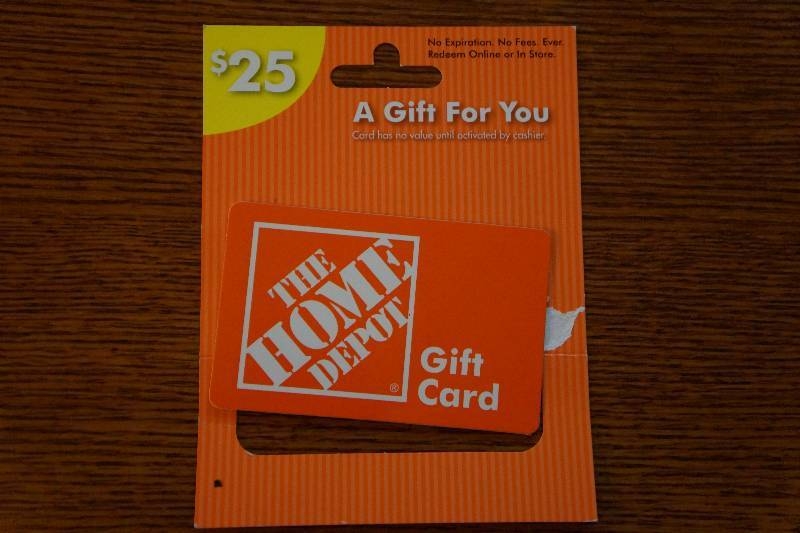 $25
No Expiration. No Fees. Ever.
Redeem Online or In Store.
A Gift For You
Card has no value until activated by cashier.
THE
HOME
DEPOT
®
Gift
Card